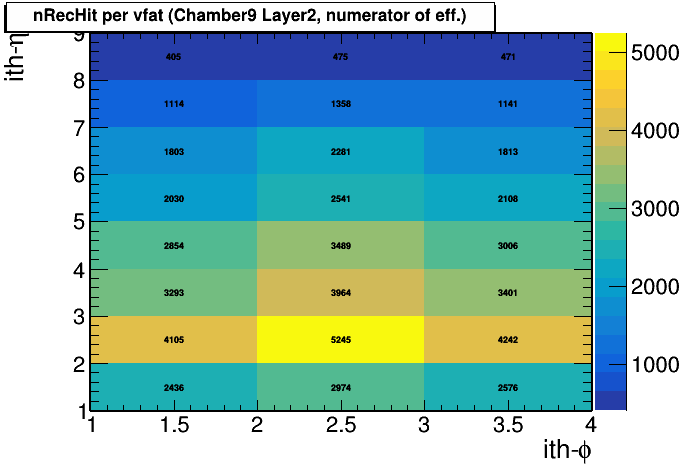 nRecHit per vfat (Chamber9 Layer2, numerator of eff.)
ith-η
9
8
7
6
5
4
3
2
1
405 475 471
1114 1358 1141
1803 2281 1813
2030 2541 2108
2854 3489 3006
3293 3964 3401
4105 5245 4242
2436 2974 2576
1 1.5 2 2.5 3 3.5 4
ith-ϕ
5000
4000
3000
2000
1000